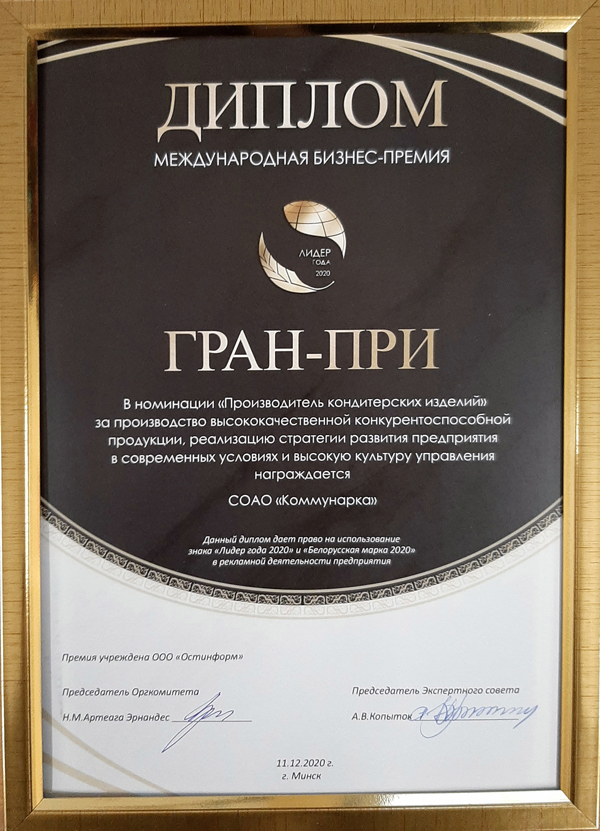 ДИПЛОМ
МЕЖДУНАРОДНАЯ БИЗНЕС-ПРЕМИЯ
ЛИДЕР
ГОДА
2020
ГРАН-ПРИ
В номинации «Производитель кондитерских изделий»
за производство высококачественной конкурентоспособной
продукции, реализацию стратегии развития предприятия
в современных условиях и высокую культуру управления
награждается
СОАО «Коммунарка»
Данный диплом дает право на использование
знака «Лидер года 2020» и «Белорусская марка 2020»
в рекламной деятельности предприятия
Премия учреждена ООО «Остинформ»
Председатель Оргкомитета
Н.М.Артеага Эрнандес
Председатель Экспертного совета
А.В.Копыток
11.12.2020 г.
г. Минск